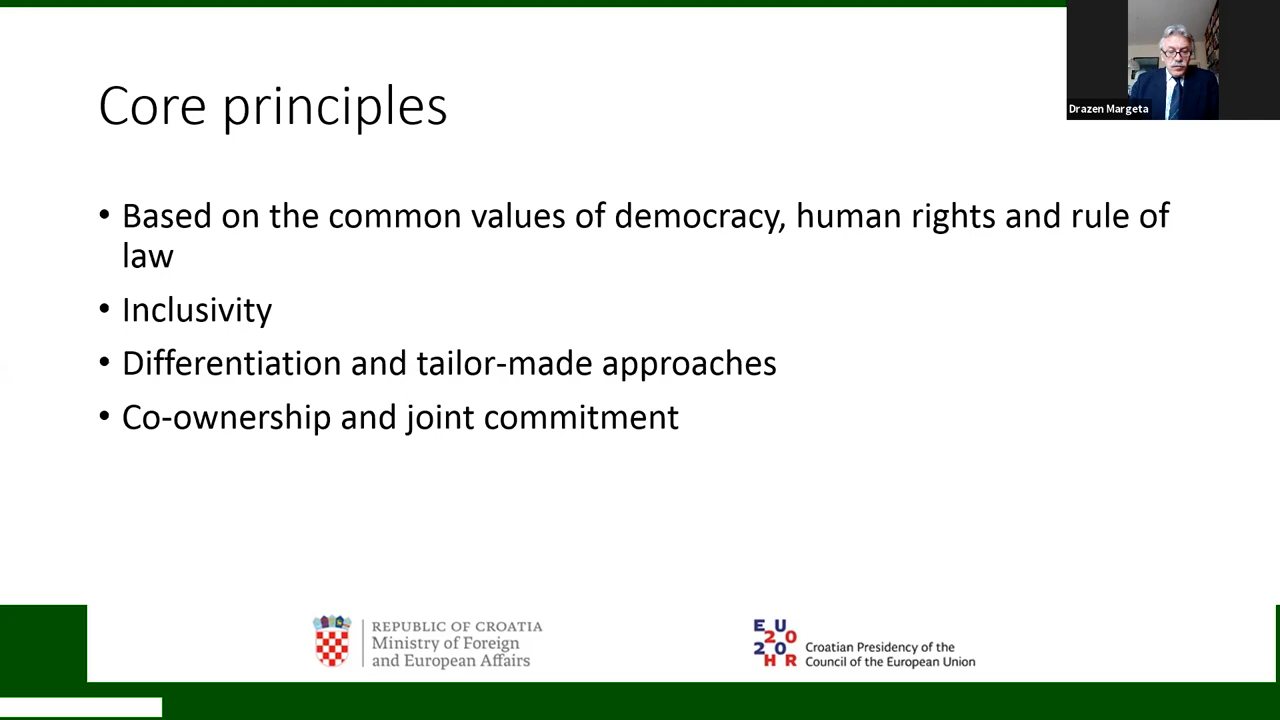 Core principles
Drazen Margeta
• Based on the common values of democracy, human rights and rule of
law
• Inclusivity
• Differentiation and tailor-made approaches
• Co-ownership and joint commitment
REPUBLIC OF CROATIA
Ministry of Foreign
and European Affairs
EU
20
20
HR
Croatian Presidency of the
Council of the European Union